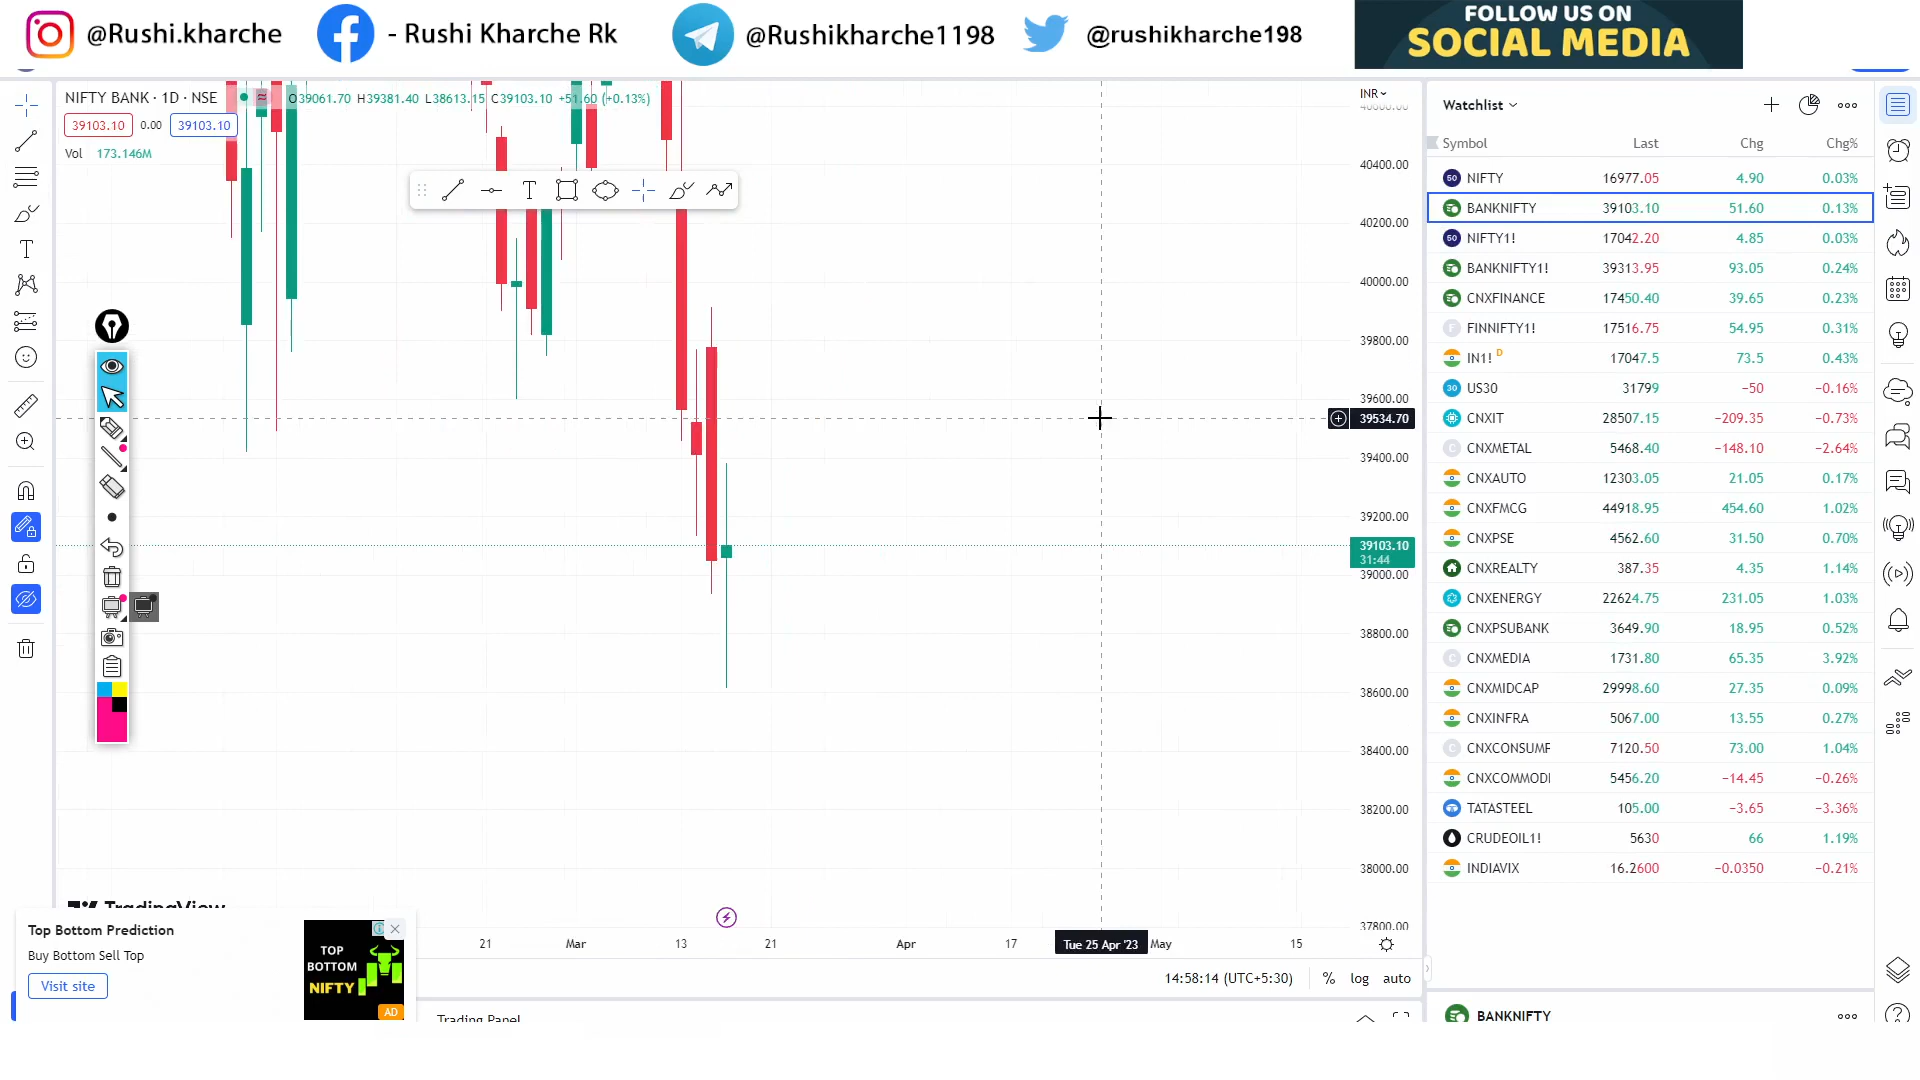 @Rushi.kharche
- Rushi Kharche Rk
@Rushikharche1198
@rushikharche198
FOLLOW US ON
SOCIAL MEDIA
NIFTY BANK · 1D · NSE
O39061.70 H39381.40 L38613.15 C39103.10 +51.60 (+0.13%)
39103.10 0.00 39103.10
Vol 173.146M
INR
40600.00
40400.00
40200.00
40000.00
39800.00
39600.00
39534.70
39400.00
39200.00
39103.10
31:44
39000.00
38800.00
38600.00
38400.00
38200.00
38000.00
37800.00
TradingView
21 Mar 13 21 Apr 17 Tue 25 Apr '23 May 15
14:58:14 (UTC+5:30) % log auto
Trading Panel
Top Bottom Prediction
Buy Bottom Sell Top
Visit site
TOP
BOTTOM
NIFTY
AD
Watchlist
Symbol Last Chg Chg%
50 NIFTY 16977.05 4.90 0.03%
BANKNIFTY 39103.10 51.60 0.13%
50 NIFTY1! 17042.20 4.85 0.03%
BANKNIFTY1! 39313.95 93.05 0.24%
CNXFINANCE 17450.40 39.65 0.23%
F FINNIFTY1! 17516.75 54.95 0.31%
IN1! D 17047.5 73.5 0.43%
30 US30 31799 −50 −0.16%
CNXIT 28507.15 −209.35 −0.73%
C CNXMETAL 5468.40 −148.10 −2.64%
CNXAUTO 12303.05 21.05 0.17%
CNXFMCG 44918.95 454.60 1.02%
CNXPSE 4562.60 31.50 0.70%
CNXREALTY 387.35 4.35 1.14%
CNXENERGY 22624.75 231.05 1.03%
CNXPSUBANK 3649.90 18.95 0.52%
C CNXMEDIA 1731.80 65.35 3.92%
CNXMIDCAP 29998.60 27.35 0.09%
CNXINFRA 5067.00 13.55 0.27%
C CNXCONSUMP 7120.50 73.00 1.04%
CNXCOMMODI 5456.20 −14.45 −0.26%
TATASTEEL 105.00 −3.65 −3.36%
CRUDEOIL1! 5630 66 1.19%
INDIAVIX 16.2600 −0.0350 −0.21%
BANKNIFTY